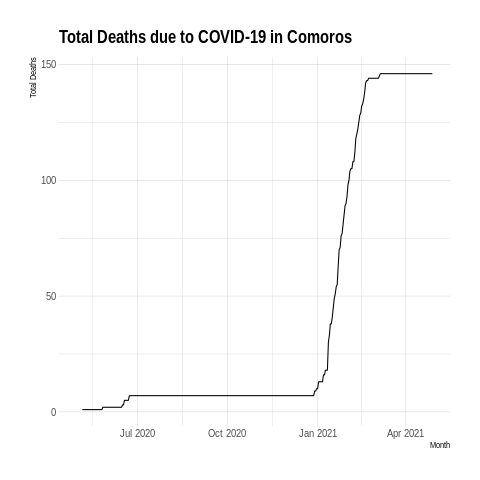 Total Deaths due to COVID-19 in Comoros
Total Deaths
150
100
50
0
Jul 2020 Oct 2020 Jan 2021 Apr 2021
Month